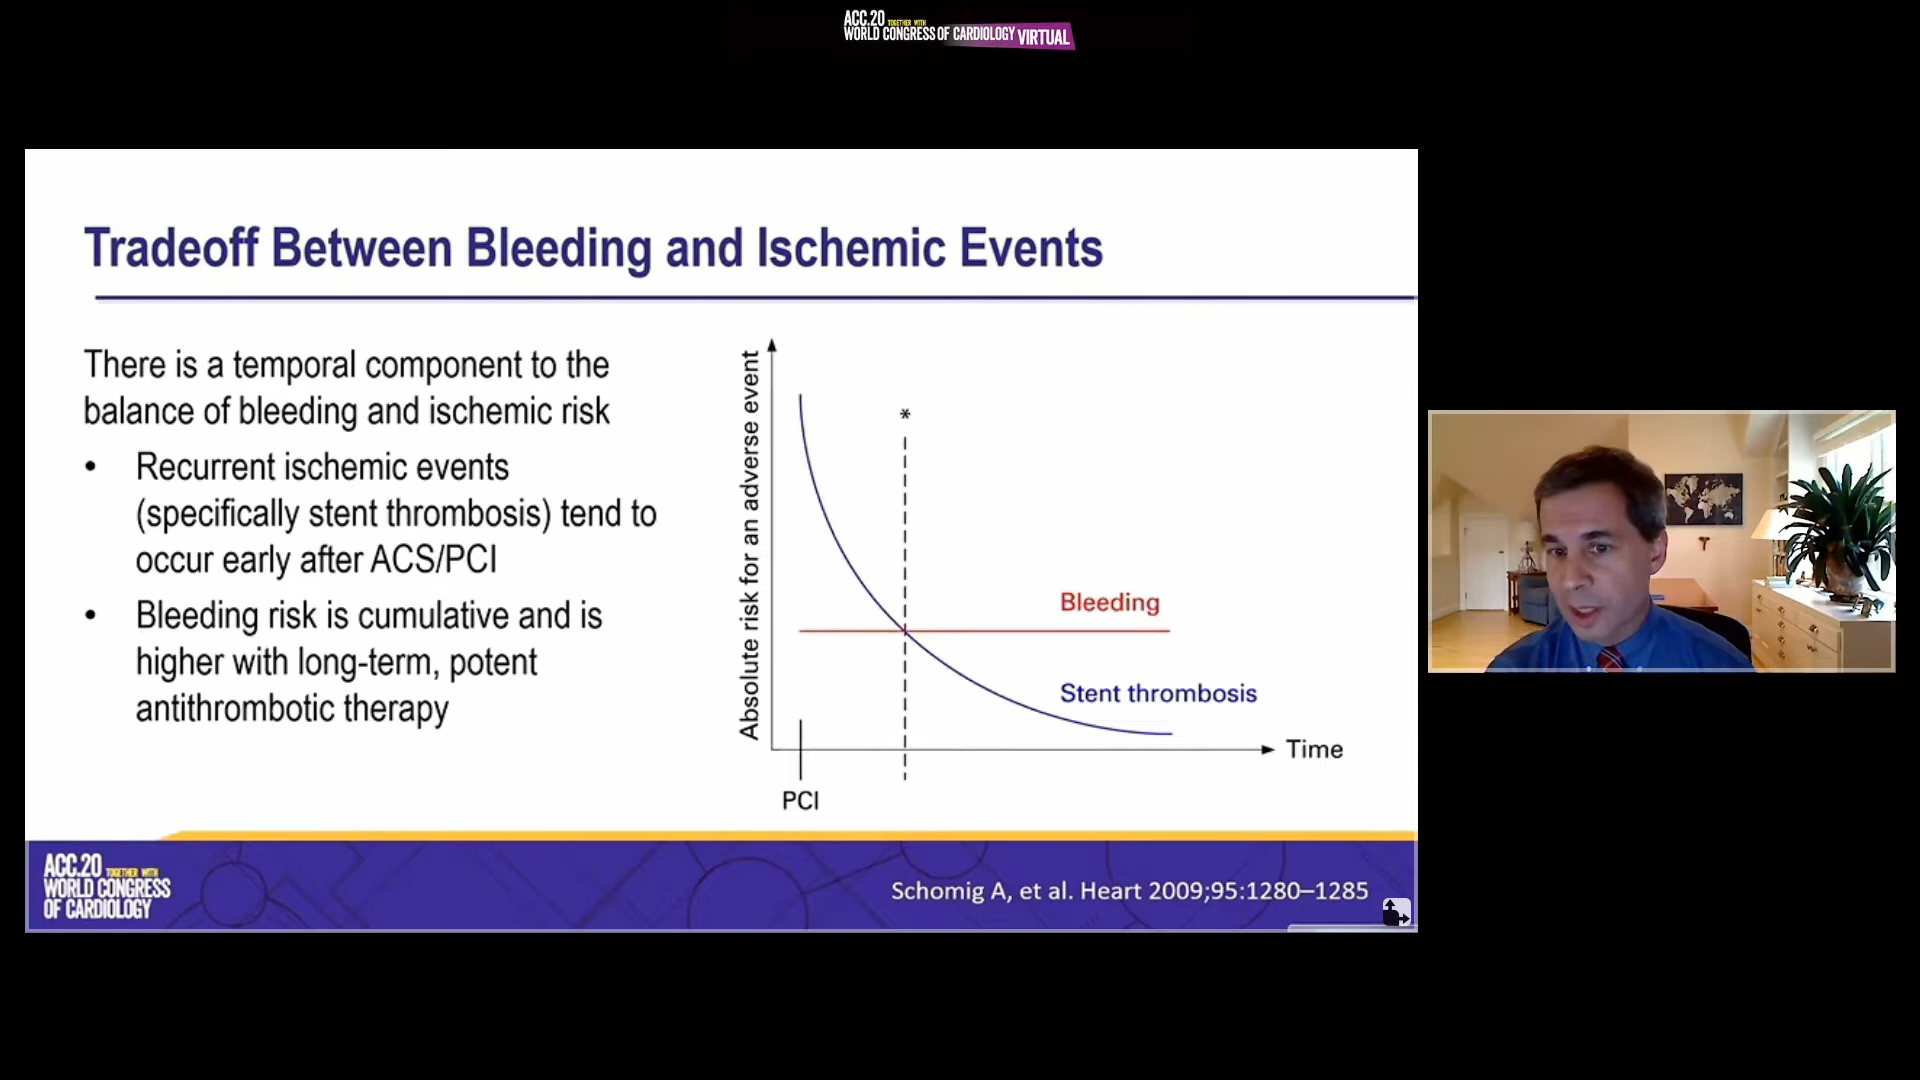 ACC.20 TOGETHER WITH
WORLD CONGRESS OF CARDIOLOGY VIRTUAL
Tradeoff Between Bleeding and Ischemic Events
There is a temporal component to the
balance of bleeding and ischemic risk
• Recurrent ischemic events
(specifically stent thrombosis) tend to
occur early after ACS/PCI
• Bleeding risk is cumulative and is
higher with long-term, potent
antithrombotic therapy
Absolute risk for an adverse event
*
Bleeding
Stent thrombosis
Time
PCI
ACC.20 TOGETHER WITH
WORLD CONGRESS
OF CARDIOLOGY
Schomig A, et al. Heart 2009;95:1280–1285